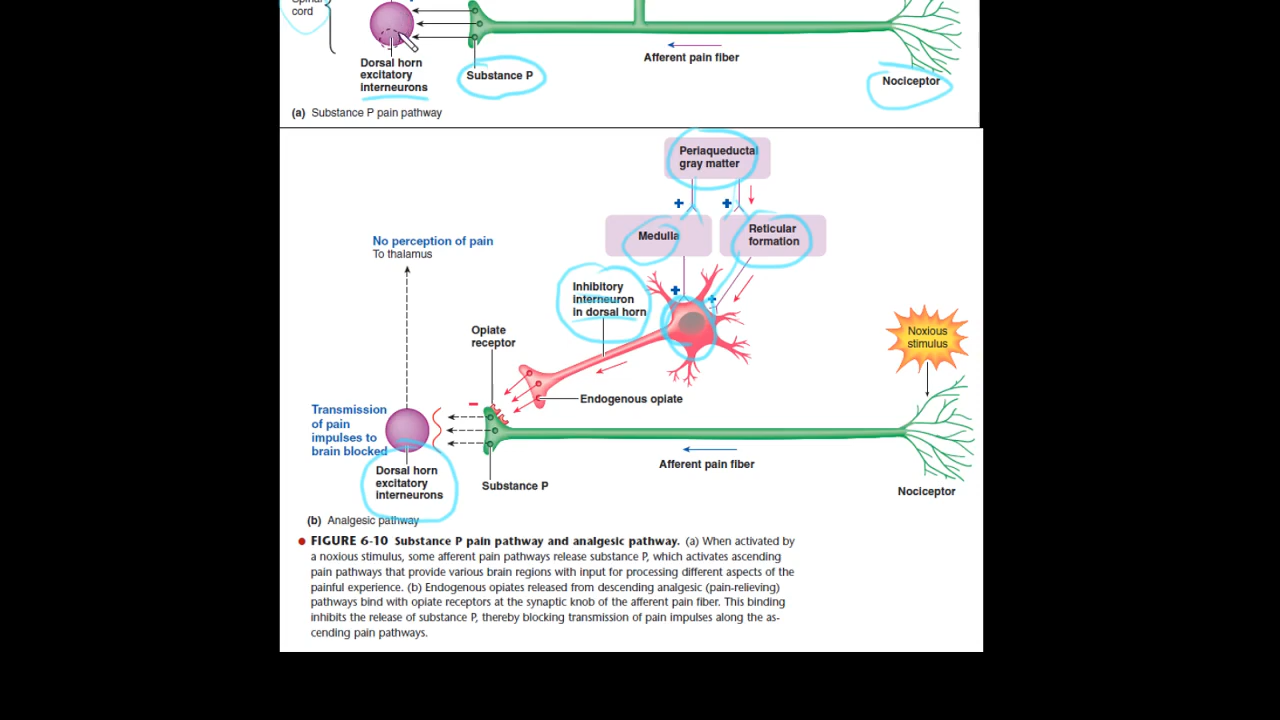 Spinal
cord
Dorsal horn
excitatory
interneurons
Substance P
Afferent pain fiber
Nociceptor
(a) Substance P pain pathway
Periaqueductal
gray matter
+ +
Medulla
Reticular
formation
No perception of pain
To thalamus
Inhibitory
interneuron
in dorsal horn
+ +
Opiate
receptor
Noxious
stimulus
Endogenous opiate
−
Transmission
of pain
impulses to
brain blocked
Afferent pain fiber
Dorsal horn
excitatory
interneurons
Substance P
Nociceptor
(b) Analgesic pathway
● FIGURE 6-10 Substance P pain pathway and analgesic pathway. (a) When activated by
a noxious stimulus, some afferent pain pathways release substance P, which activates ascending
pain pathways that provide various brain regions with input for processing different aspects of the
painful experience. (b) Endogenous opiates released from descending analgesic (pain-relieving)
pathways bind with opiate receptors at the synaptic knob of the afferent pain fiber. This binding
inhibits the release of substance P, thereby blocking transmission of pain impulses along the as-
cending pain pathways.